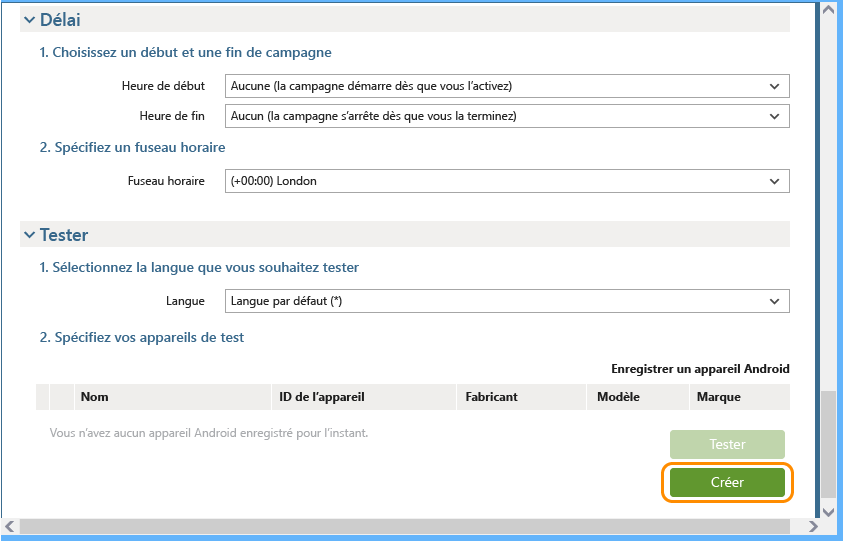 Délai
1. Choisissez un début et une fin de campagne
Heure de début Aucune (la campagne démarre dès que vous l’activez)
Heure de fin Aucun (la campagne s’arrête dès que vous la terminez)
2. Spécifiez un fuseau horaire
Fuseau horaire (+00:00) London
Tester
1. Sélectionnez la langue que vous souhaitez tester
Langue Langue par défaut (*)
2. Spécifiez vos appareils de test
Enregistrer un appareil Android
Nom ID de l’appareil Fabricant Modèle Marque
Vous n’avez aucun appareil Android enregistré pour l’instant.
Tester
Créer